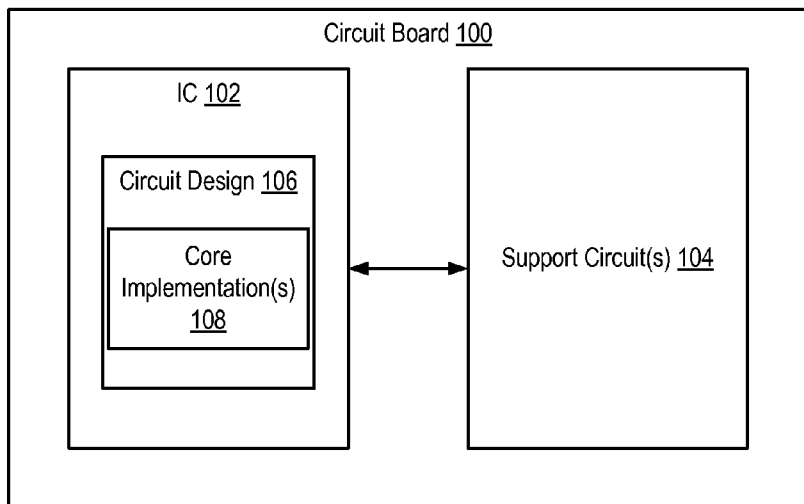 Circuit Board 100
IC 102
Circuit Design 106
Core
Implementation(s)
108
Support Circuit(s) 104